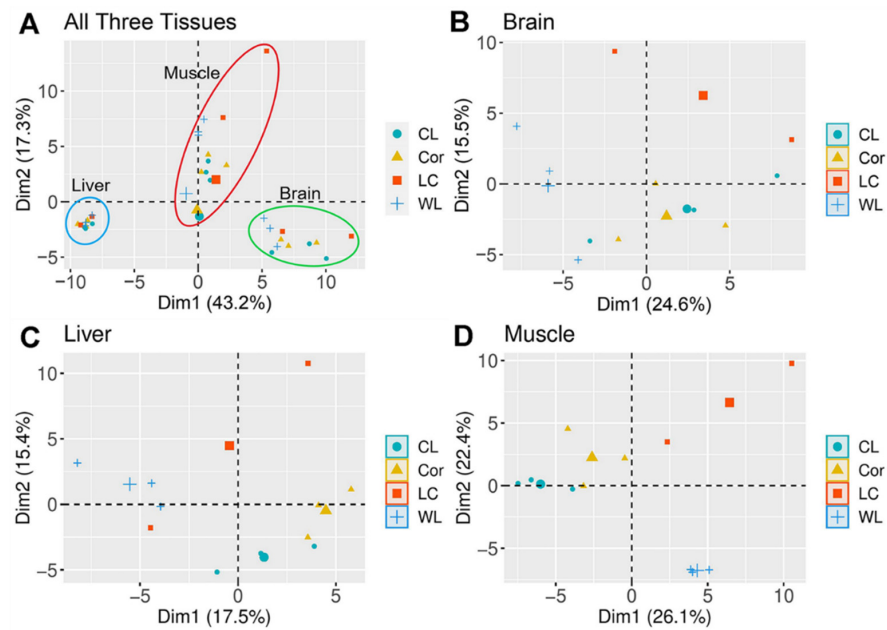 A All Three Tissues
Dim2 (17.3%)
10
5
0
−5
Muscle
Liver
Brain
−10 −5 0 5 10
Dim1 (43.2%)
CL
Cor
LC
WL
B Brain
Dim2 (15.5%)
10
5
0
−5
−5 0 5
Dim1 (24.6%)
CL
Cor
LC
WL
C Liver
Dim2 (15.4%)
10
5
0
−5
−5 0 5
Dim1 (17.5%)
CL
Cor
LC
WL
D Muscle
Dim2 (22.4%)
10
5
0
−5
−5 0 5 10
Dim1 (26.1%)
CL
Cor
LC
WL